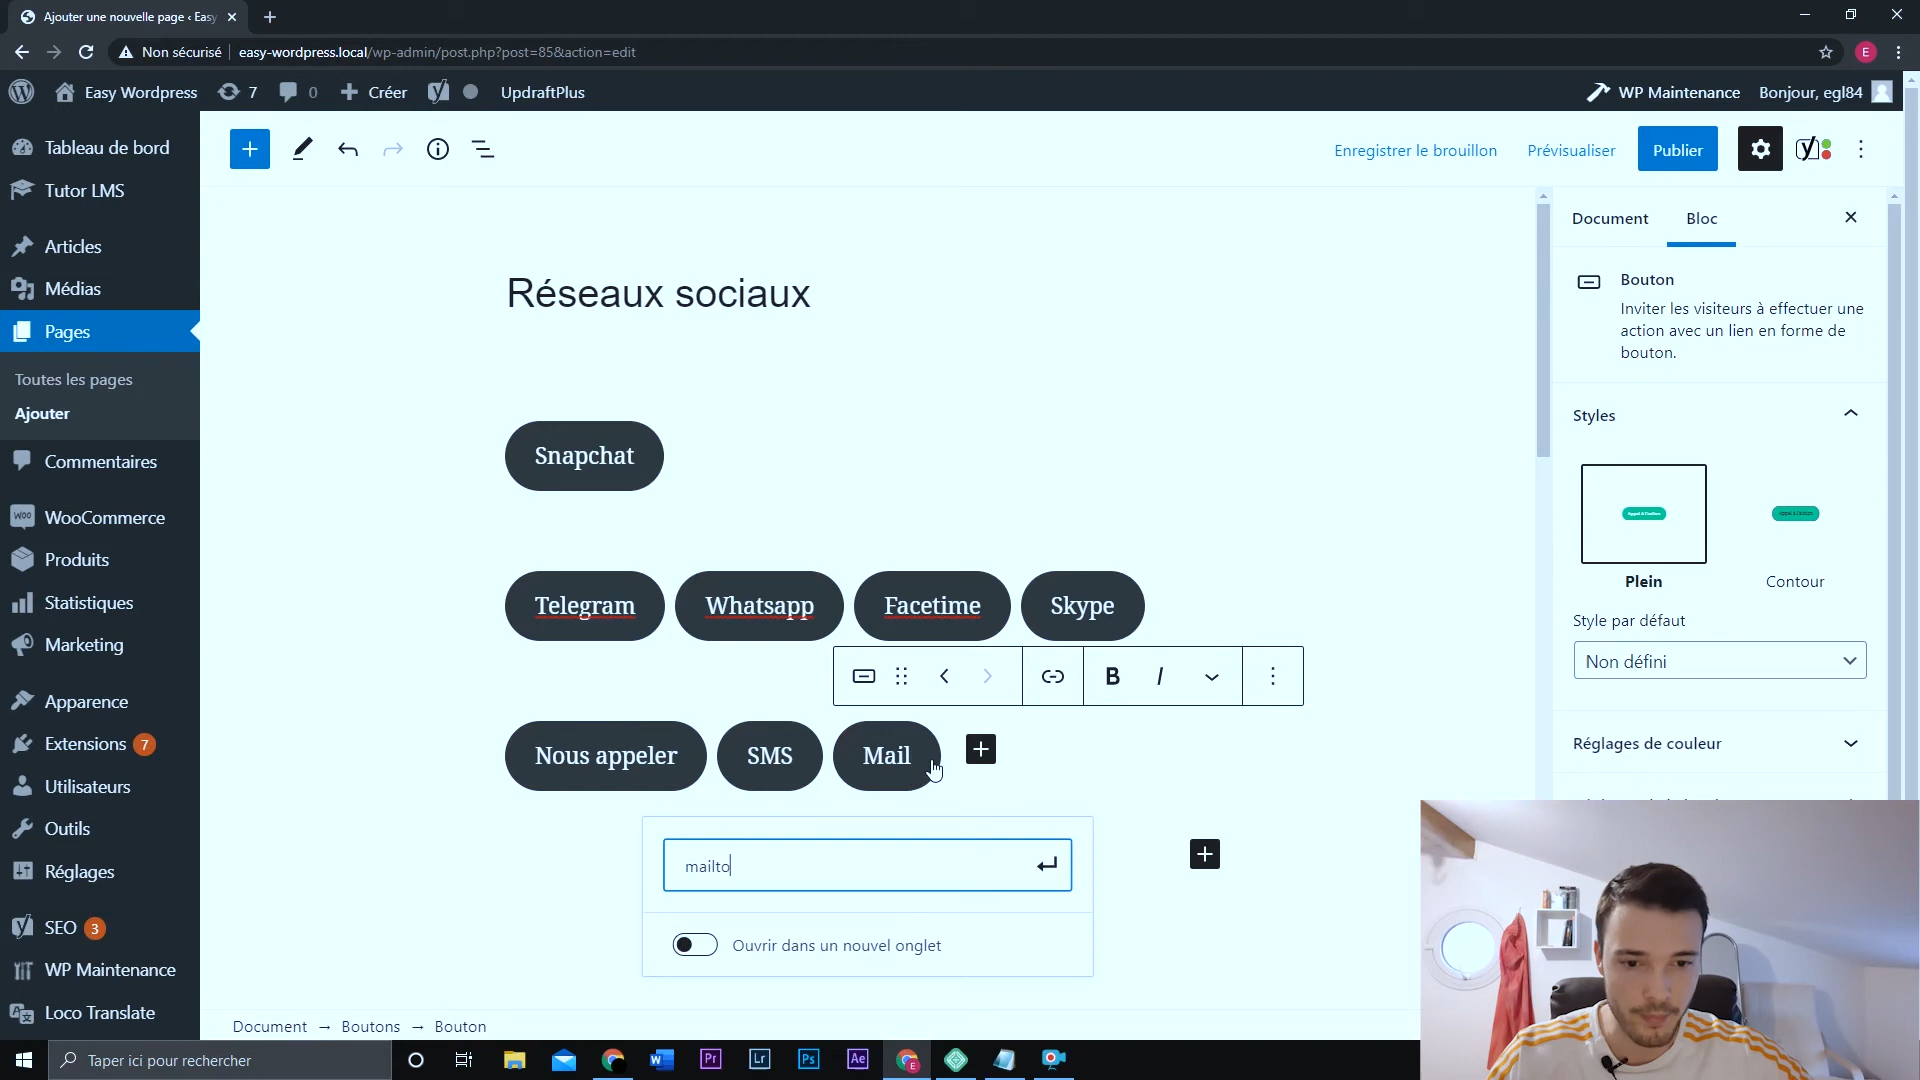 Ajouter une nouvelle page ‹ Easy
Non sécurisé easy-wordpress.local/wp-admin/post.php?post=85&action=edit
E
Easy Wordpress 7 0 Créer UpdraftPlus WP Maintenance Bonjour, egl84
Tableau de bord
Tutor LMS
Articles
Médias
Pages
Toutes les pages
Ajouter
Commentaires
WooCommerce
Produits
Statistiques
Marketing
Apparence
Extensions 7
Utilisateurs
Outils
Réglages
SEO 3
WP Maintenance
Loco Translate
Enregistrer le brouillon Prévisualiser Publier
Réseaux sociaux
Snapchat
Telegram Whatsapp Facetime Skype
B I
Nous appeler SMS Mail
mailto
Ouvrir dans un nouvel onglet
Document → Boutons → Bouton
Document Bloc
Bouton
Inviter les visiteurs à effectuer une
action avec un lien en forme de
bouton.
Styles
Plein Contour
Style par défaut
Non défini
Réglages de couleur
Taper ici pour rechercher
W Pr Lr Ps Ae E